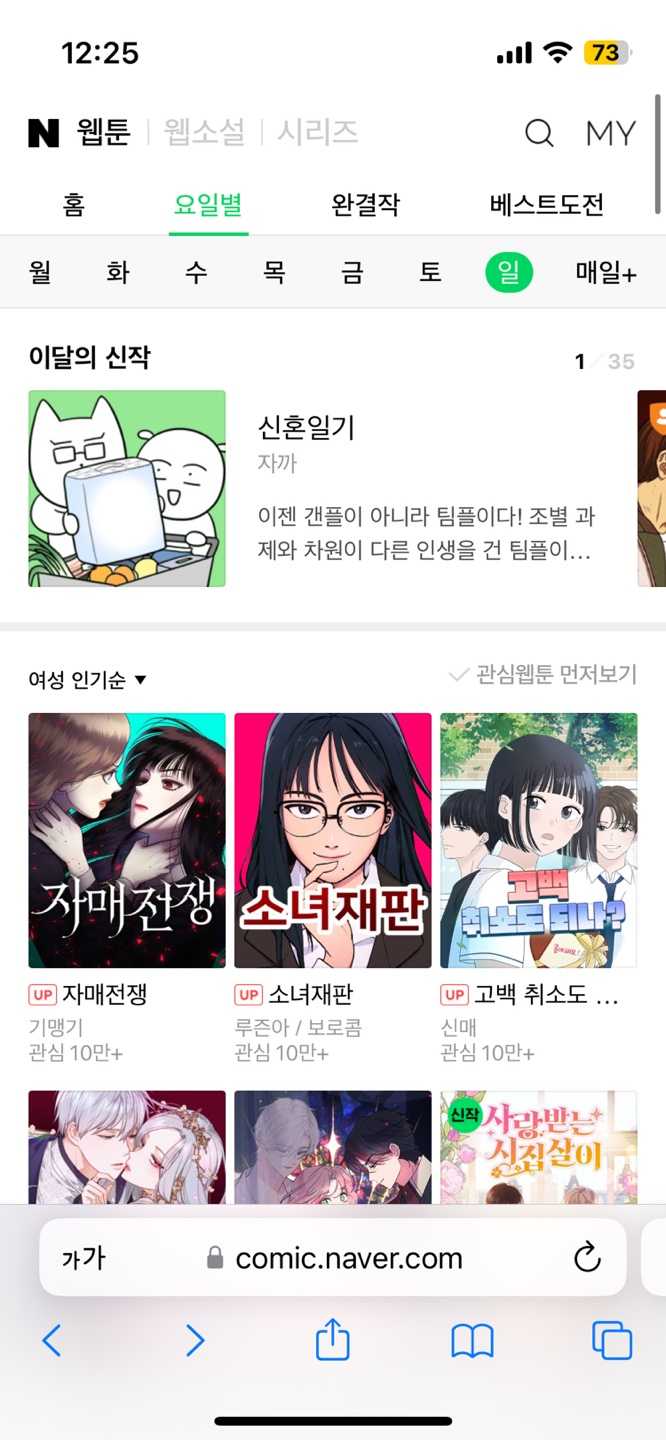 12:25
73
N 웹툰 웹소설 시리즈 MY
홈 요일별 완결작 베스트도전
월 화 수 목 금 토 일 매일+
이달의 신작 1 / 35
신혼일기
자까
이젠 갠플이 아니라 팀플이다! 조별 과
제와 차원이 다른 인생을 건 팀플이...
여성 인기순 ▼ 관심웹툰 먼저보기
자매전쟁
소녀재판
고백
취소도 되나?
UP 자매전쟁
기맹기
관심 10만+
UP 소녀재판
루즌아 / 보로콤
관심 10만+
UP 고백 취소도 ...
신매
관심 10만+
신작
사랑받는
시집살이
가가 comic.naver.com